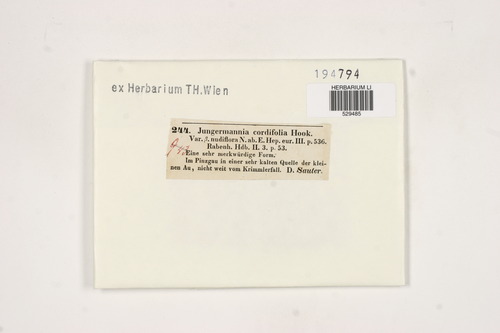 194794
ex Herbarium TH.Wien
HERBARIUM LI
529485
244. Jungermannia cordifolia Hook.
Var. β. nudiflora N. ab. E. Hep. eur. III. p. 536.
Rabenh. Hdb. II. 3. p. 53.
Eine sehr merkwürdige Form.
Im Pinzgau in einer sehr kalten Quelle der klei-
nen Au, nicht weit vom Krimmlerfall. D. Sauter.